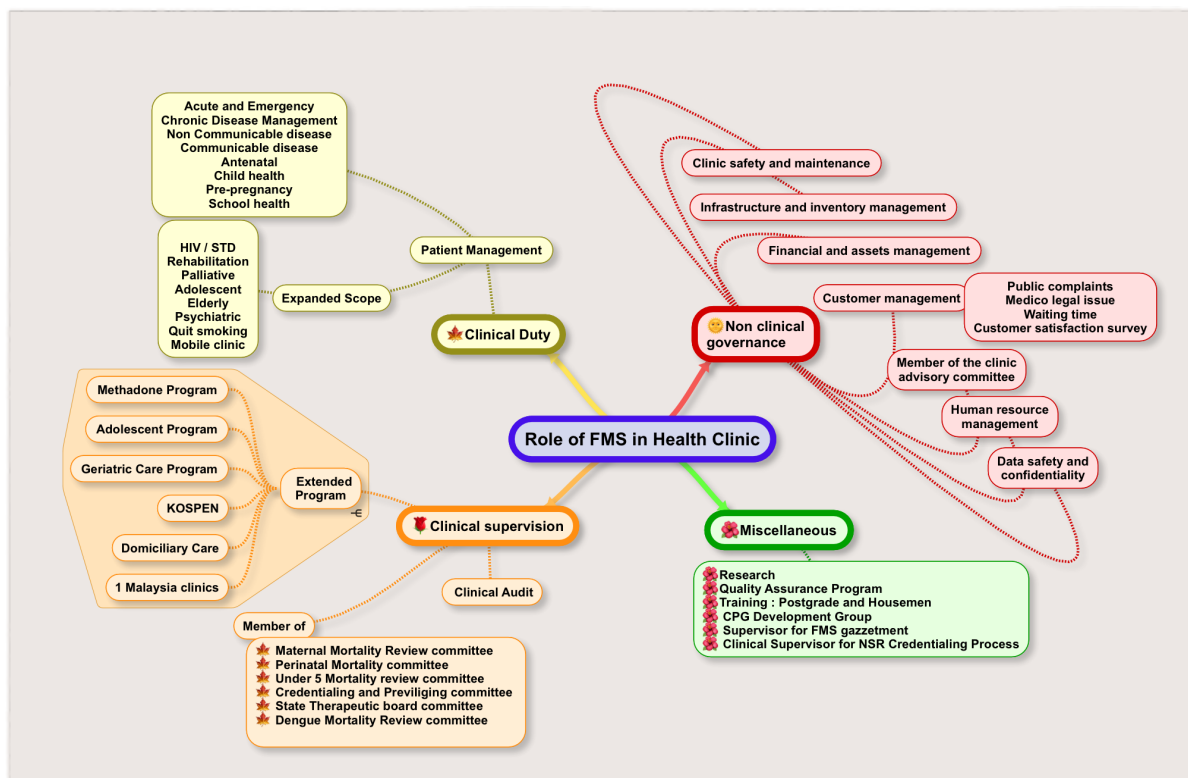 Role of FMS in Health Clinic
Clinical Duty
Patient Management
Acute and Emergency
Chronic Disease Management
Non Communicable disease
Communicable disease
Antenatal
Child health
Pre-pregnancy
School health
Expanded Scope
HIV / STD
Rehabilitation
Palliative
Adolescent
Elderly
Psychiatric
Quit smoking
Mobile clinic
Non clinical
governance
Clinic safety and maintenance
Infrastructure and inventory management
Financial and assets management
Customer management
Public complaints
Medico legal issue
Waiting time
Customer satisfaction survey
Member of the clinic
advisory committee
Human resource
management
Data safety and
confidentiality
Clinical supervision
Extended
Program
Methadone Program
Adolescent Program
Geriatric Care Program
KOSPEN
Domiciliary Care
1 Malaysia clinics
Clinical Audit
Member of
Maternal Mortality Review committee
Perinatal Mortality committee
Under 5 Mortality review committee
Credentialing and Previliging committee
State Therapeutic board committee
Dengue Mortality Review committee
Miscellaneous
Research
Quality Assurance Program
Training : Postgrade and Housemen
CPG Development Group
Supervisor for FMS gazzetment
Clinical Supervisor for NSR Credentialing Process